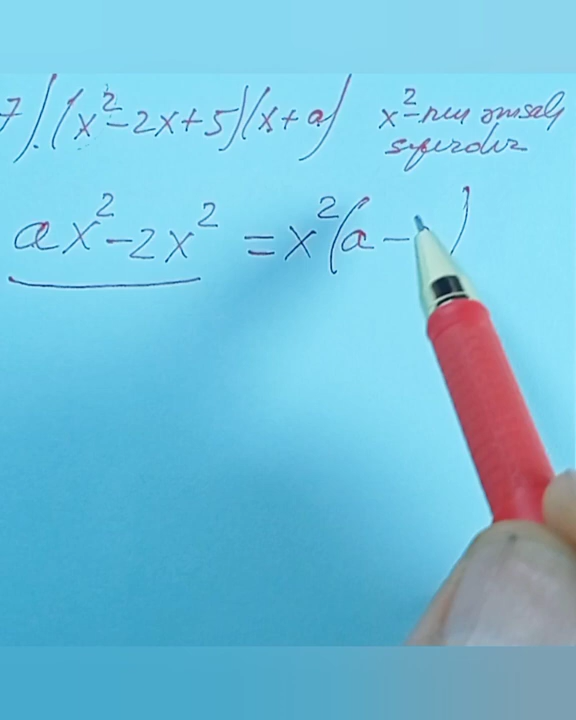 7). (x²-2x+5)(x+a) x²-nın əmsalı
sıfırdır
ax²-2x² = x²(a- )